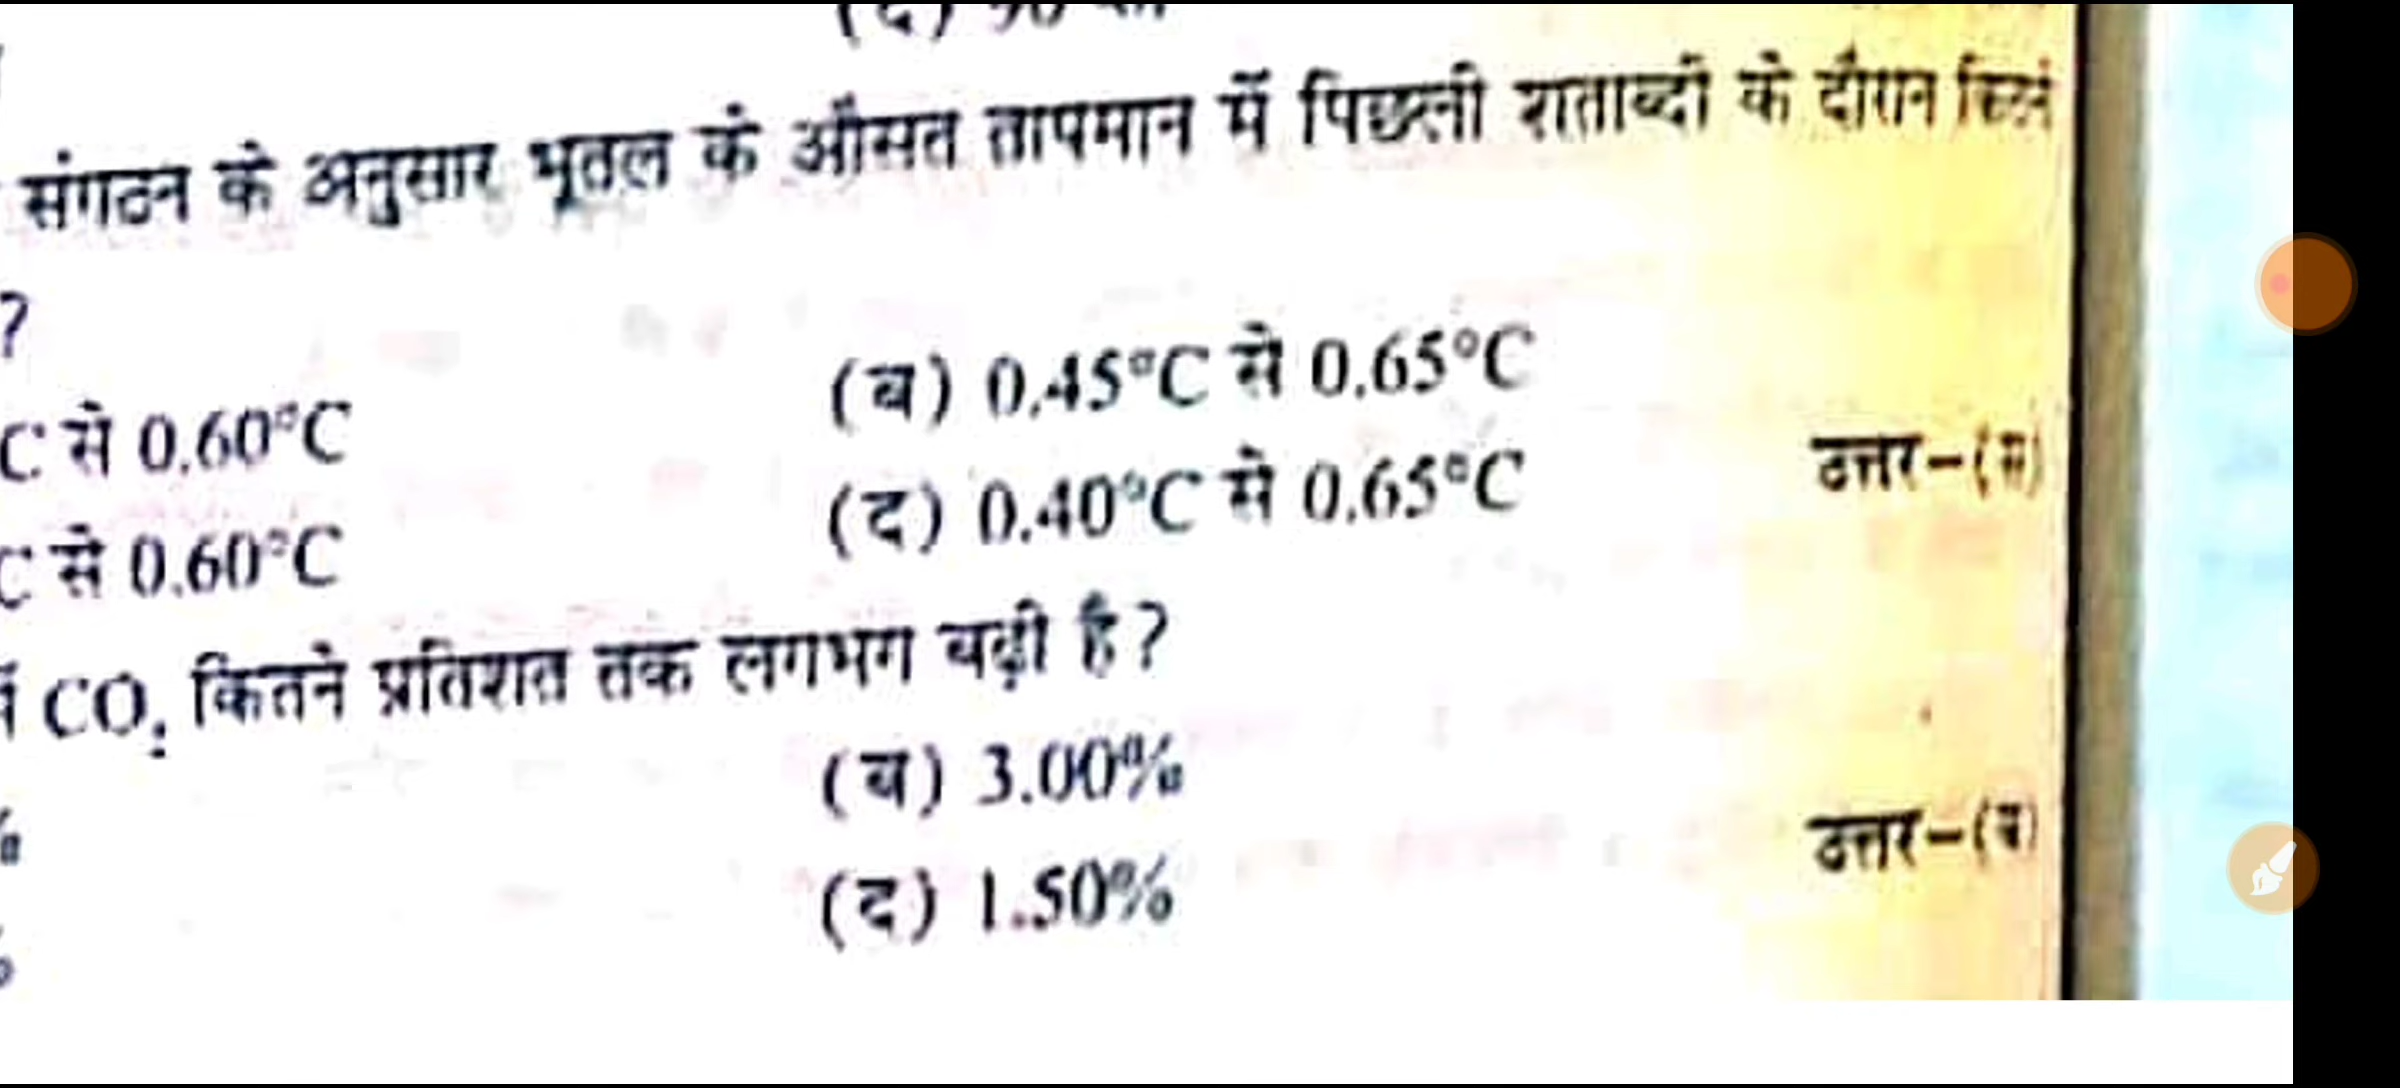 संगठन के अनुसार भूतल के औसत तापमान में पिछली शताब्दी के दौरान
?
C से 0.60°C (ब) 0.45°C से 0.65°C
C से 0.60°C (द) 0.40°C से 0.65°C उत्तर–(स)
CO₂ कितने प्रतिशत तक लगभग बढ़ी है?
(ब) 3.00%
(द) 1.50% उत्तर–(ब)